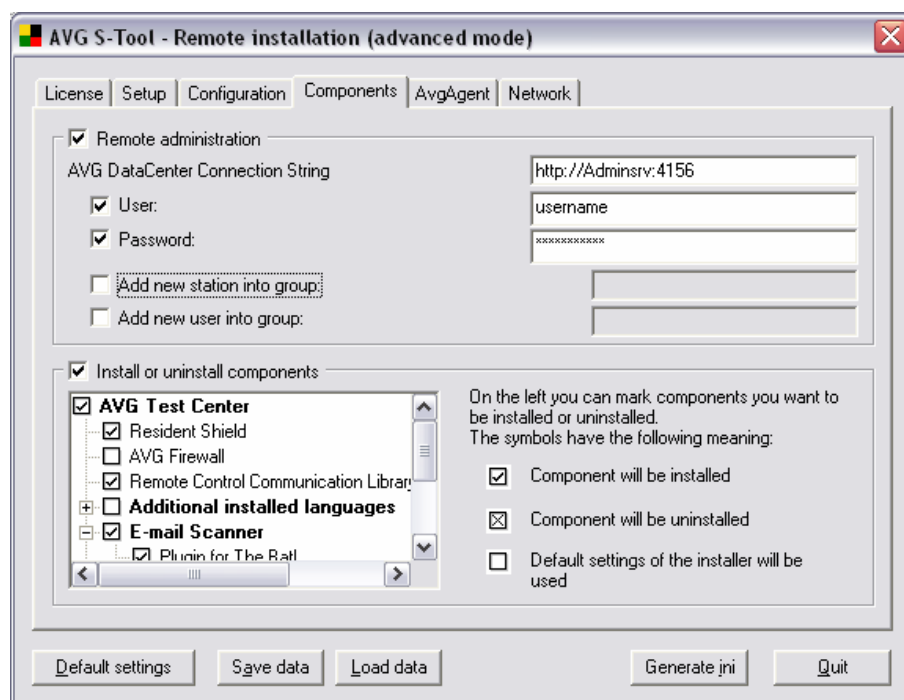 AVG S-Tool - Remote installation (advanced mode)
License Setup Configuration Components AvgAgent Network
Remote administration
AVG DataCenter Connection String http://Adminsrv:4156
User: username
Password: xxxxxxxxxxx
Add new station into group:
Add new user into group:
Install or uninstall components
AVG Test Center
Resident Shield
AVG Firewall
Remote Control Communication Library
Additional installed languages
E-mail Scanner
Plugin for The Bat!
On the left you can mark components you want to
be installed or uninstalled.
The symbols have the following meaning:
Component will be installed
Component will be uninstalled
Default settings of the installer will be
used
Default settings Save data Load data Generate ini Quit